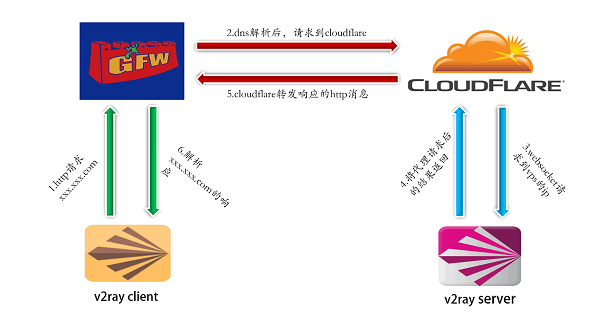 2.dns解析后，请求到cloudflare
GFW
CLOUDFLARE
5.cloudflare转发响应的http消息
1.http请求
xxx.xxx.com
6.解析
xxx.xxx.com的响
应
4.将代理请求后
的结果返回
3.websocket请
求到vps的ip
v2ray client
v2ray server